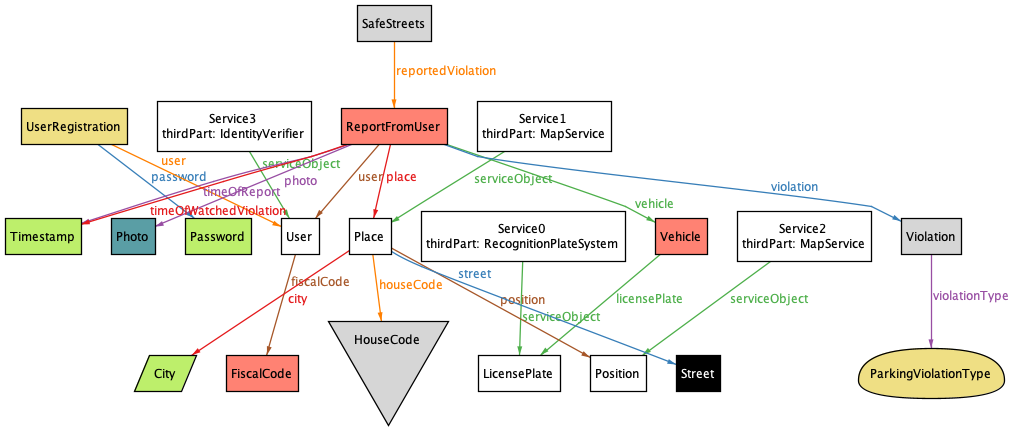 SafeStreets
reportedViolation
UserRegistration
Service3
thirdPart: IdentityVerifier
ReportFromUser
Service1
thirdPart: MapService
user
password
serviceObject
timeOfReport
photo
timeOfWatchedViolation
user
place
serviceObject
vehicle
violation
Timestamp
Photo
Password
User
Place
Service0
thirdPart: RecognitionPlateSystem
Vehicle
Service2
thirdPart: MapService
Violation
fiscalCode
city
houseCode
position
street
serviceObject
licensePlate
serviceObject
violationType
City
FiscalCode
HouseCode
LicensePlate
Position
Street
ParkingViolationType